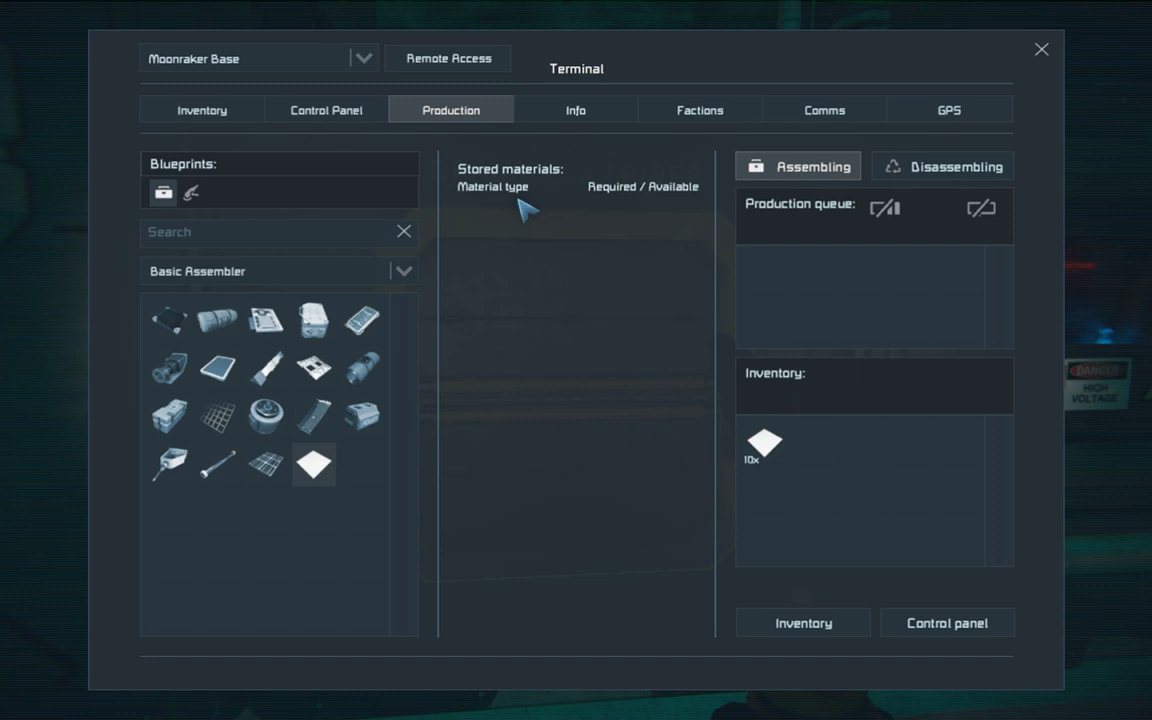 Moonraker Base
Remote Access
Terminal
Inventory
Control Panel
Production
Info
Factions
Comms
GPS
Blueprints:
Search
Basic Assembler
Stored materials:
Material type
Required / Available
Assembling
Disassembling
Production queue:
Inventory:
10x
Inventory
Control panel
DANGER
HIGH
VOLTAGE